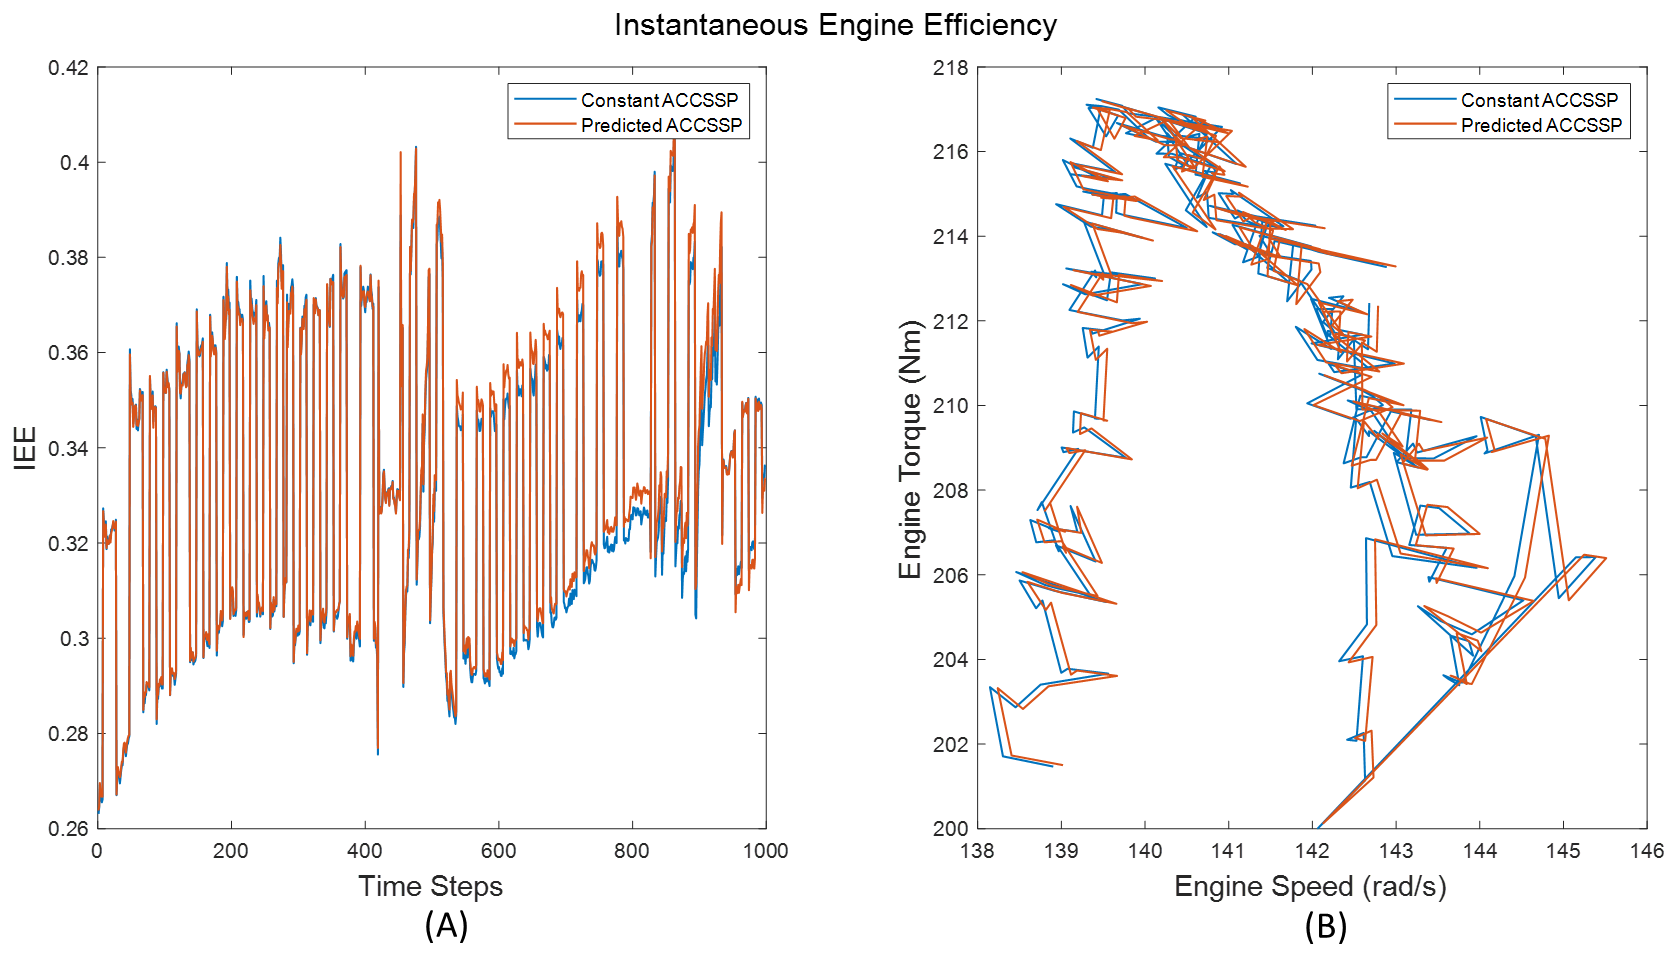 Instantaneous Engine Efficiency
0.42
0.4
0.38
0.36
0.34
0.32
0.3
0.28
0.26
IEE
Constant ACCSSP
Predicted ACCSSP
0 200 400 600 800 1000
Time Steps
(A)
218
216
214
212
210
208
206
204
202
200
Engine Torque (Nm)
Constant ACCSSP
Predicted ACCSSP
138 139 140 141 142 143 144 145 146
Engine Speed (rad/s)
(B)